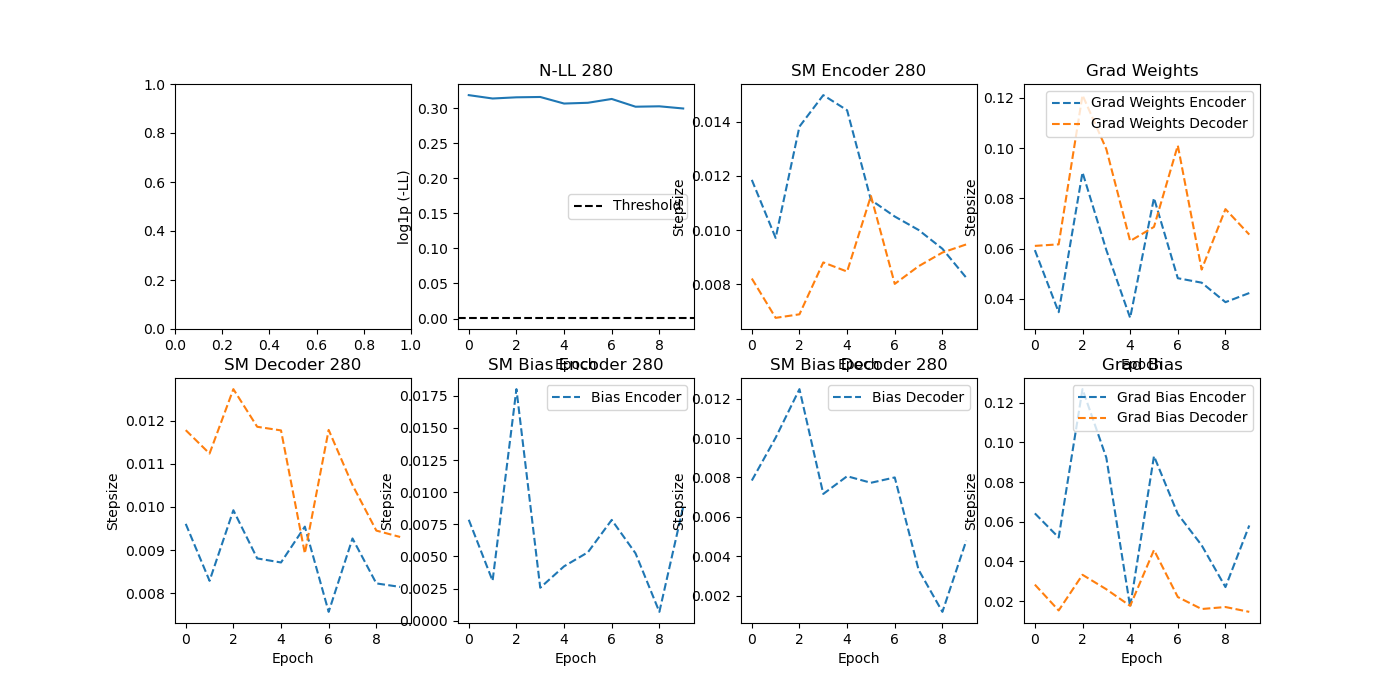 N-LL 280
SM Encoder 280
Grad Weights
1.0
0.8
0.6
0.4
0.2
0.0
0.0 0.2 0.4 0.6 0.8 1.0
log1p (-LL)
0.30
0.25
0.20
0.15
0.10
0.05
0.00
Threshold
0 2 4 6 8
Epoch
Stepsize
0.014
0.012
0.010
0.008
0 2 4 6 8
Epoch
Stepsize
0.12
0.10
0.08
0.06
0.04
Grad Weights Encoder
Grad Weights Decoder
0 2 4 6 8
Epoch
SM Decoder 280
SM Bias Encoder 280
SM Bias Decoder 280
Grad Bias
Stepsize
0.012
0.011
0.010
0.009
0.008
0 2 4 6 8
Epoch
Stepsize
0.0175
0.0150
0.0125
0.0100
0.0075
0.0050
0.0025
0.0000
Bias Encoder
0 2 4 6 8
Epoch
Stepsize
0.012
0.010
0.008
0.006
0.004
0.002
Bias Decoder
0 2 4 6 8
Epoch
Stepsize
0.12
0.10
0.08
0.06
0.04
0.02
Grad Bias Encoder
Grad Bias Decoder
0 2 4 6 8
Epoch